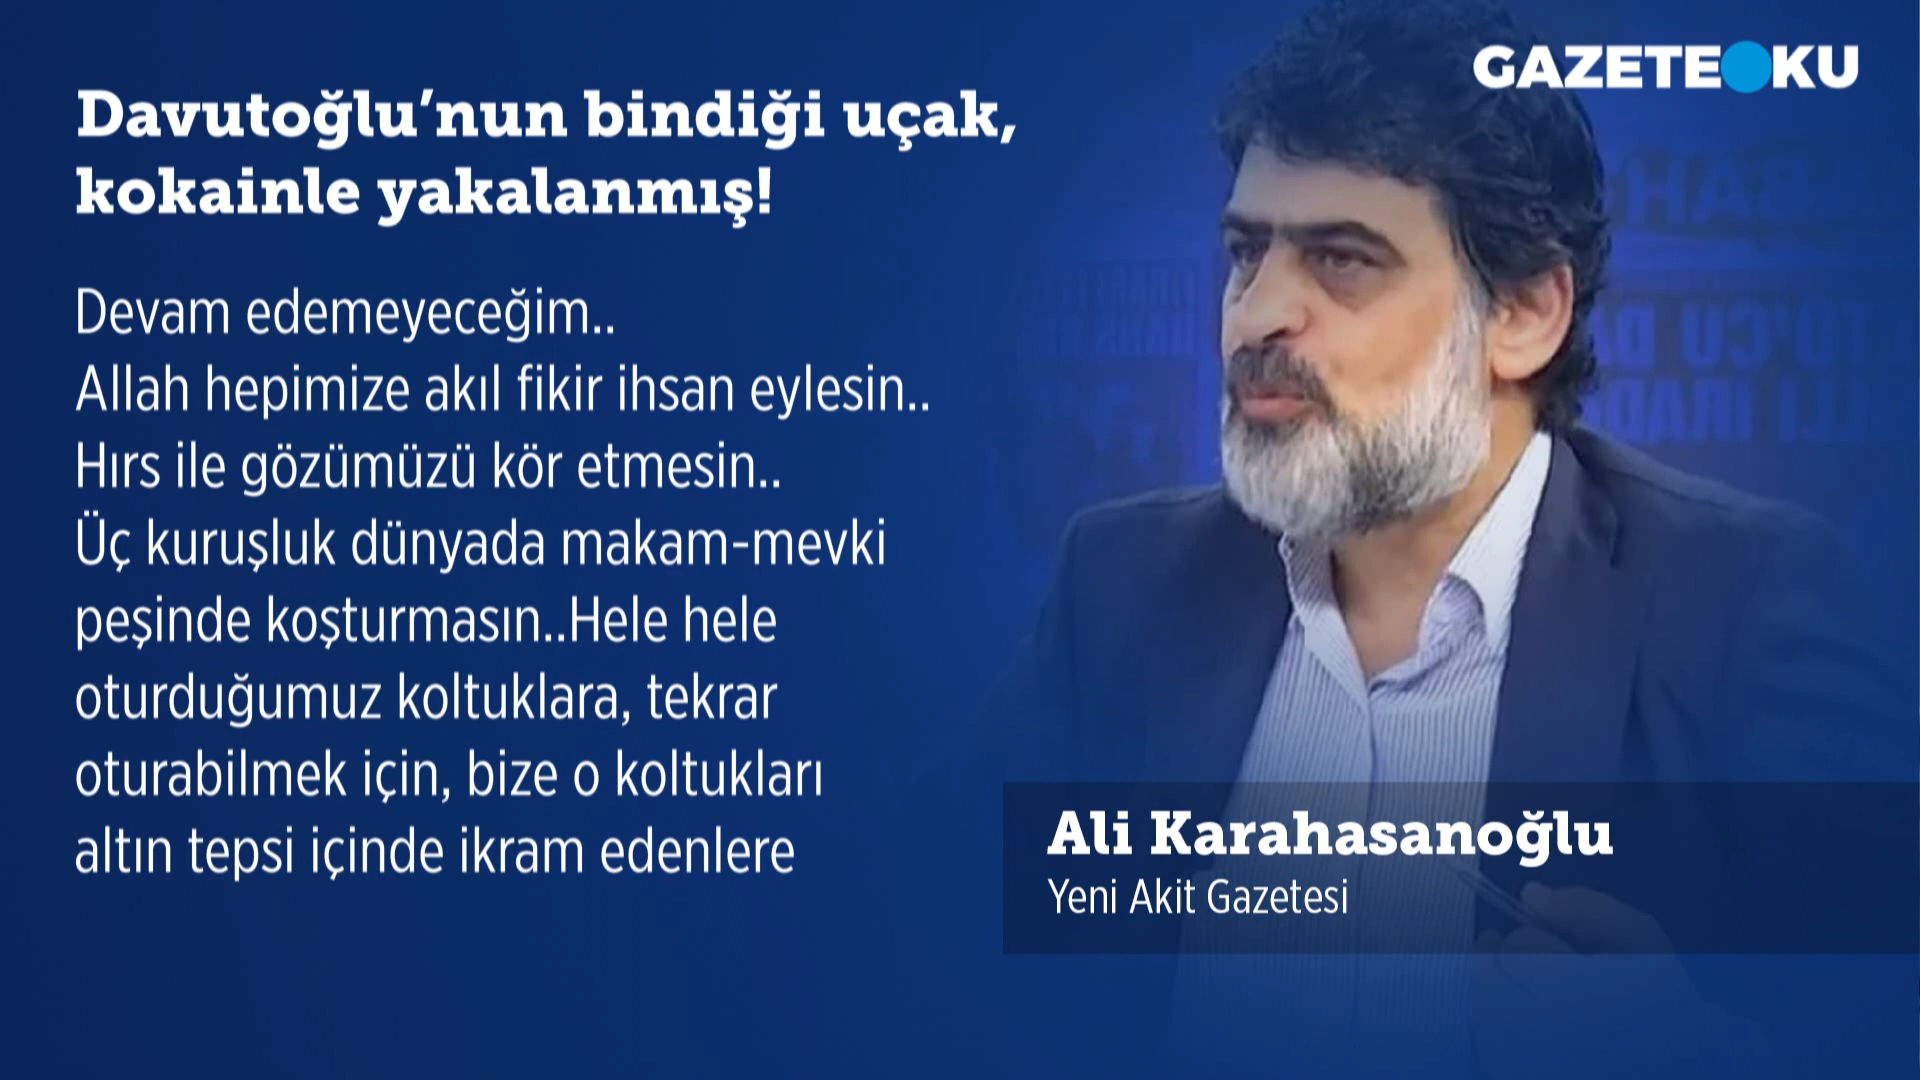 GAZETE KU
Davutoğlu'nun bindiği uçak,
kokainle yakalanmış!
Devam edemeyeceğim..
Allah hepimize akıl fikir ihsan eylesin..
Hırs ile gözümüzü kör etmesin..
Üç kuruşluk dünyada makam-mevki
peşinde koşturmasın..Hele hele
oturduğumuz koltuklara, tekrar
oturabilmek için, bize o koltukları
altın tepsi içinde ikram edenlere
Ali Karahasanoğlu
Yeni Akit Gazetesi